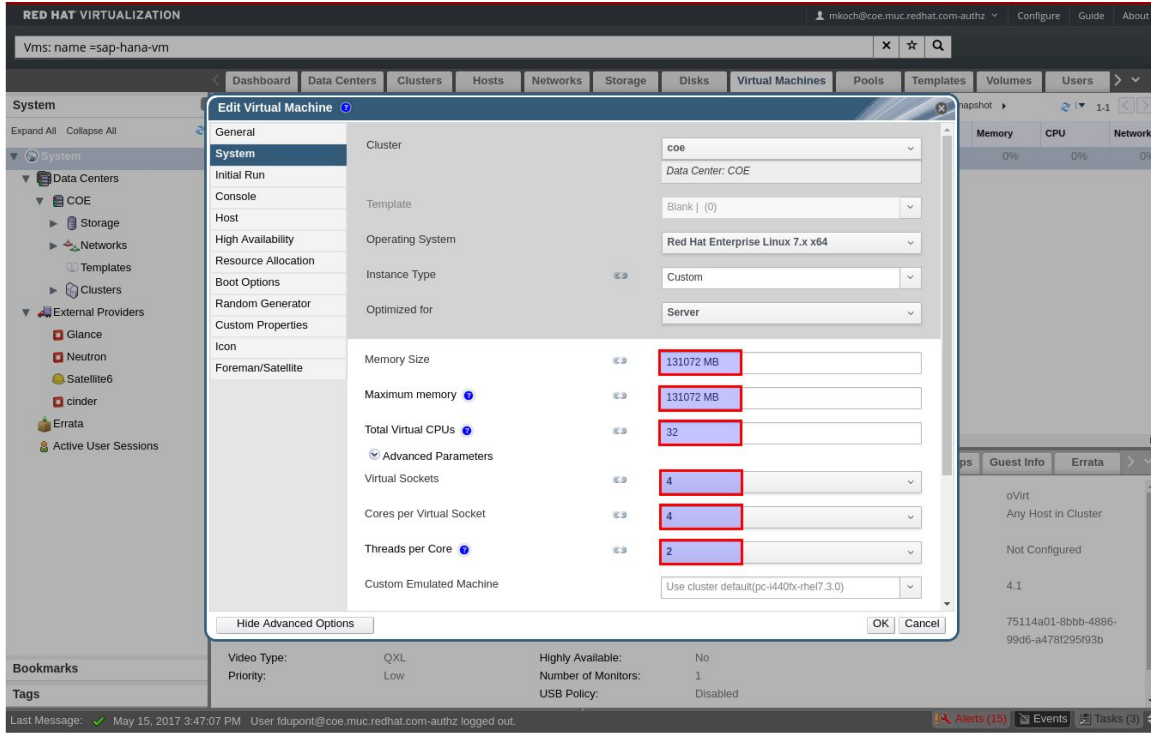 RED HAT VIRTUALIZATION
mkoch@coe.muc.redhat.com-authz Configure Guide About
Vms: name =sap-hana-vm
Dashboard Data Centers Clusters Hosts Networks Storage Disks Virtual Machines Pools Templates Volumes Users
System
Expand All Collapse All
System
Data Centers
COE
Storage
Networks
Templates
Clusters
External Providers
Glance
Neutron
Satellite6
cinder
Errata
Active User Sessions
Bookmarks
Tags
napshot 1-1
Memory CPU Network
0% 0% 0%
Edit Virtual Machine
General
System
Initial Run
Console
Host
High Availability
Resource Allocation
Boot Options
Random Generator
Custom Properties
Icon
Foreman/Satellite
Cluster coe
Data Center: COE
Template Blank | (0)
Operating System Red Hat Enterprise Linux 7.x x64
Instance Type Custom
Optimized for Server
Memory Size 131072 MB
Maximum memory 131072 MB
Total Virtual CPUs 32
Advanced Parameters
Virtual Sockets 4
Cores per Virtual Socket 4
Threads per Core 2
Custom Emulated Machine Use cluster default(pc-i440fx-rhel7.3.0)
Hide Advanced Options OK Cancel
ps Guest Info Errata
oVirt
Any Host in Cluster
Not Configured
4.1
75114a01-8bbb-4886-
99d6-a478f295f93b
Video Type: QXL Highly Available: No
Priority: Low Number of Monitors: 1
USB Policy: Disabled
Last Message: May 15, 2017 3:47:07 PM User fdupont@coe.muc.redhat.com-authz logged out.
Alerts (15) Events Tasks (3)